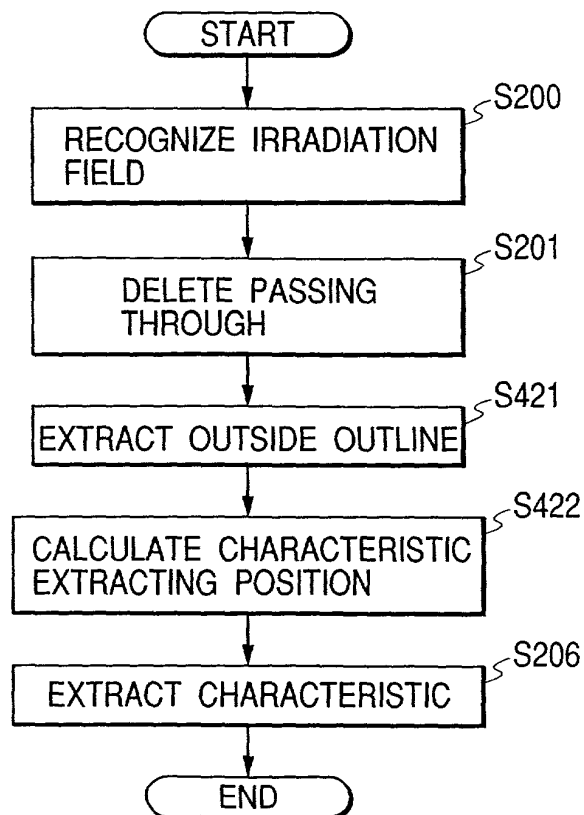 START
S200
RECOGNIZE IRRADIATION
FIELD
S201
DELETE PASSING
THROUGH
S421
EXTRACT OUTSIDE OUTLINE
S422
CALCULATE CHARACTERISTIC
EXTRACTING POSITION
S206
EXTRACT CHARACTERISTIC
END